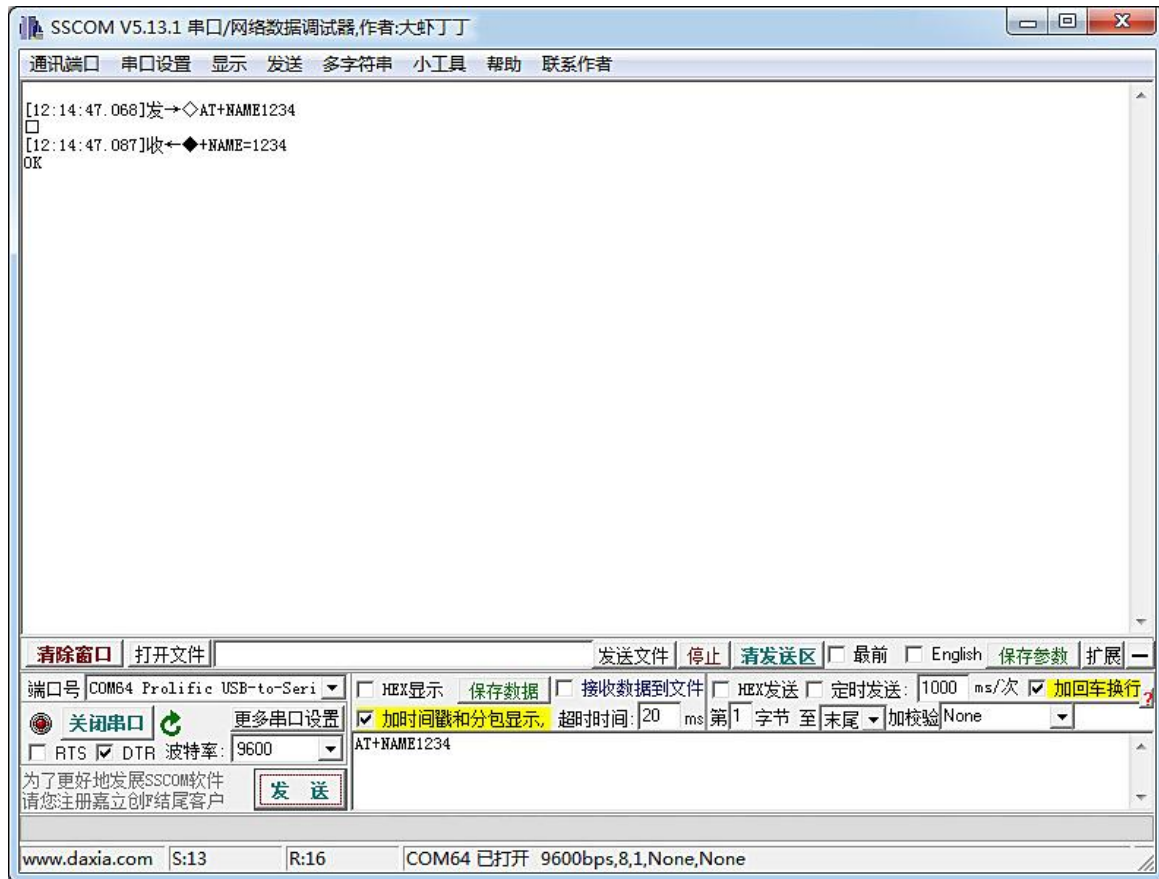 SSCOM V5.13.1 串口/网络数据调试器,作者:大虾丁丁
通讯端口 串口设置 显示 发送 多字符串 小工具 帮助 联系作者
[12:14:47.068]发→◇AT+NAME1234
□
[12:14:47.087]收←◆+NAME=1234
OK
清除窗口 打开文件 发送文件 停止 清发送区 最前 English 保存参数 扩展 —
端口号 COM64 Prolific USB-to-Seri HEX显示 保存数据 接收数据到文件 HEX发送 定时发送: 1000 ms/次 加回车换行 ?
关闭串口 更多串口设置 加时间戳和分包显示, 超时时间: 20 ms 第 1 字节 至 末尾 加校验 None
RTS DTR 波特率: 9600
AT+NAME1234
为了更好地发展SSCOM软件
请您注册嘉立创F结尾客户
发 送
www.daxia.com S:13 R:16 COM64 已打开 9600bps,8,1,None,None